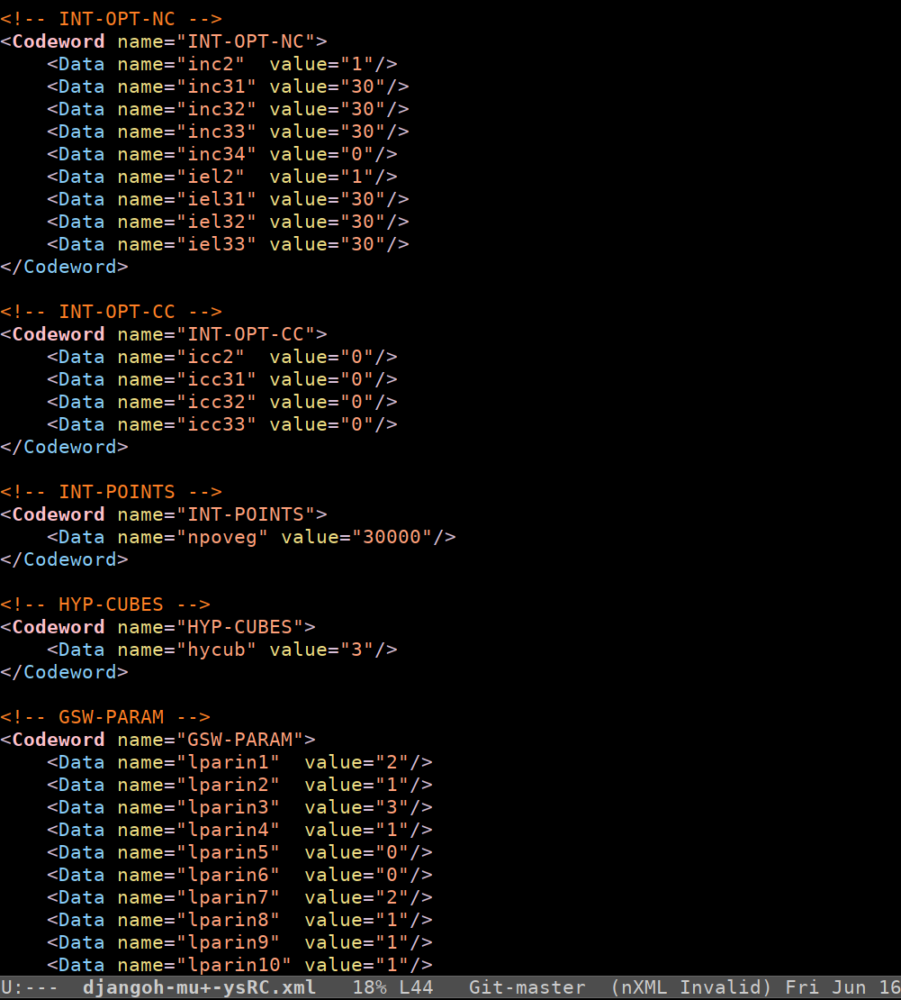 <!-- INT-OPT-NC -->
<Codeword name="INT-OPT-NC">
    <Data name="inc2"  value="1"/>
    <Data name="inc31" value="30"/>
    <Data name="inc32" value="30"/>
    <Data name="inc33" value="30"/>
    <Data name="inc34" value="0"/>
    <Data name="iel2"  value="1"/>
    <Data name="iel31" value="30"/>
    <Data name="iel32" value="30"/>
    <Data name="iel33" value="30"/>
</Codeword>

<!-- INT-OPT-CC -->
<Codeword name="INT-OPT-CC">
    <Data name="icc2"  value="0"/>
    <Data name="icc31" value="0"/>
    <Data name="icc32" value="0"/>
    <Data name="icc33" value="0"/>
</Codeword>

<!-- INT-POINTS -->
<Codeword name="INT-POINTS">
    <Data name="npoveg" value="30000"/>
</Codeword>

<!-- HYP-CUBES -->
<Codeword name="HYP-CUBES">
    <Data name="hycub" value="3"/>
</Codeword>

<!-- GSW-PARAM -->
<Codeword name="GSW-PARAM">
    <Data name="lparin1"  value="2"/>
    <Data name="lparin2"  value="1"/>
    <Data name="lparin3"  value="3"/>
    <Data name="lparin4"  value="1"/>
    <Data name="lparin5"  value="0"/>
    <Data name="lparin6"  value="0"/>
    <Data name="lparin7"  value="2"/>
    <Data name="lparin8"  value="1"/>
    <Data name="lparin9"  value="1"/>
    <Data name="lparin10" value="1"/>
U:---  djangoh-mu+-ysRC.xml   18% L44   Git-master  (nXML Invalid) Fri Jun 16